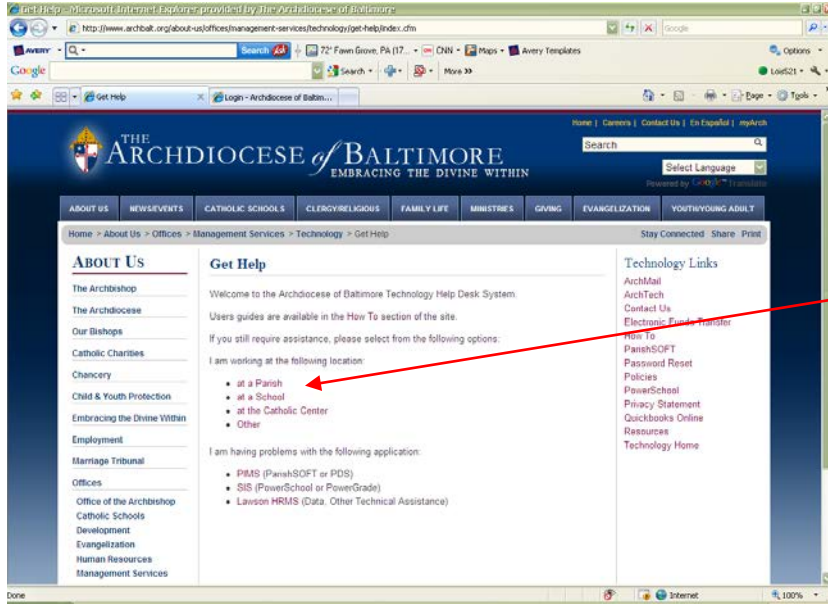 Get Help - Microsoft Internet Explorer provided by The Archdiocese of Baltimore
http://www.archbalt.org/about-us/offices/management-services/technology/get-help/index.cfm
Google
AVERY
Search
72° Fawn Grove, PA (17...
CNN
Maps
Avery Templates
Options
Google
Search
More >>
Get Help
Login - Archdiocese of Baltim...
Page
Tools
Home | Careers | Contact Us | En Español | myArch
THE
ARCHDIOCESE of BALTIMORE
EMBRACING THE DIVINE WITHIN
Search
Select Language
Powered by Google Translate
ABOUT US NEWS/EVENTS CATHOLIC SCHOOLS CLERGY/RELIGIOUS FAMILY LIFE MINISTRIES GIVING EVANGELIZATION YOUTH/YOUNG ADULT
Home > About Us > Offices > Management Services > Technology > Get Help
Stay Connected Share Print
ABOUT US
The Archbishop
The Archdiocese
Our Bishops
Catholic Charities
Chancery
Child & Youth Protection
Embracing the Divine Within
Employment
Marriage Tribunal
Offices
Office of the Archbishop
Catholic Schools
Development
Evangelization
Human Resources
Management Services
Get Help
Welcome to the Archdiocese of Baltimore Technology Help Desk System.
Users guides are available in the How To section of the site.
If you still require assistance, please select from the following options:
I am working at the following location:
• at a Parish
• at a School
• at the Catholic Center
• Other
I am having problems with the following application:
• PIMS (ParishSOFT or PDS)
• SIS (PowerSchool or PowerGrade)
• Lawson HRMS (Data, Other Technical Assistance)
Technology Links
ArchMail
ArchTech
Contact Us
Electronic Funds Transfer
How To
ParishSOFT
Password Reset
Policies
PowerSchool
Privacy Statement
Quickbooks Online
Resources
Technology Home
Done
Internet
100%